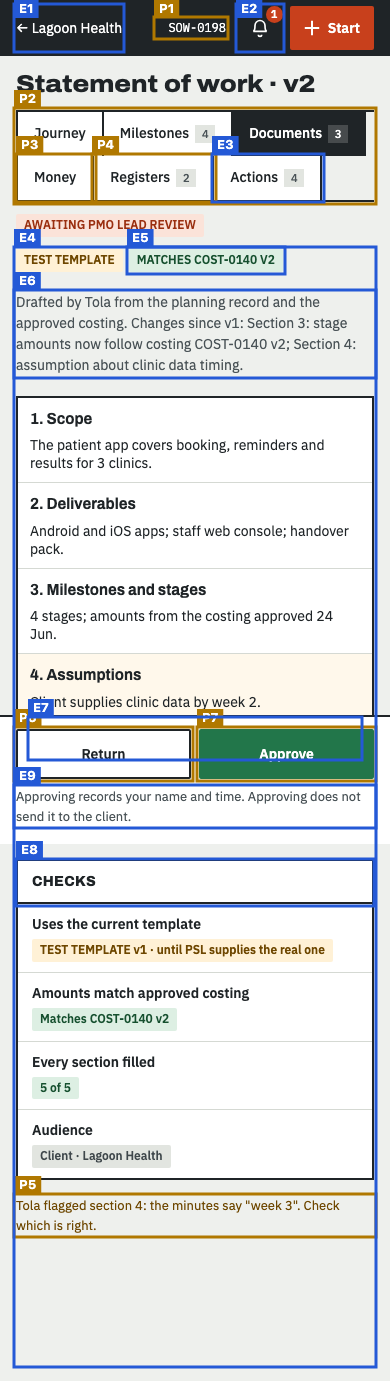 E1 P1 E2
← Lagoon Health SOW-0198 1 + Start
Statement of work · v2
P2
Journey Milestones 4 Documents 3
P3 P4 E3
Money Registers 2 Actions 4
AWAITING PMO LEAD REVIEW
E4 E5
TEST TEMPLATE MATCHES COST-0140 V2
E6
Drafted by Tola from the planning record and the
approved costing. Changes since v1: Section 3: stage
amounts now follow costing COST-0140 v2; Section 4:
assumption about clinic data timing.
1. Scope
The patient app covers booking, reminders and
results for 3 clinics.
2. Deliverables
Android and iOS apps; staff web console; handover
pack.
3. Milestones and stages
4 stages; amounts from the costing approved 24
Jun.
4. Assumptions
Client supplies clinic data by week 2.
E7 P7
Return Approve
E9
Approving records your name and time. Approving does not
send it to the client.
E8
CHECKS
Uses the current template
TEST TEMPLATE v1 · until PSL supplies the real one
Amounts match approved costing
Matches COST-0140 v2
Every section filled
5 of 5
Audience
Client · Lagoon Health
P5
Tola flagged section 4: the minutes say "week 3". Check
which is right.